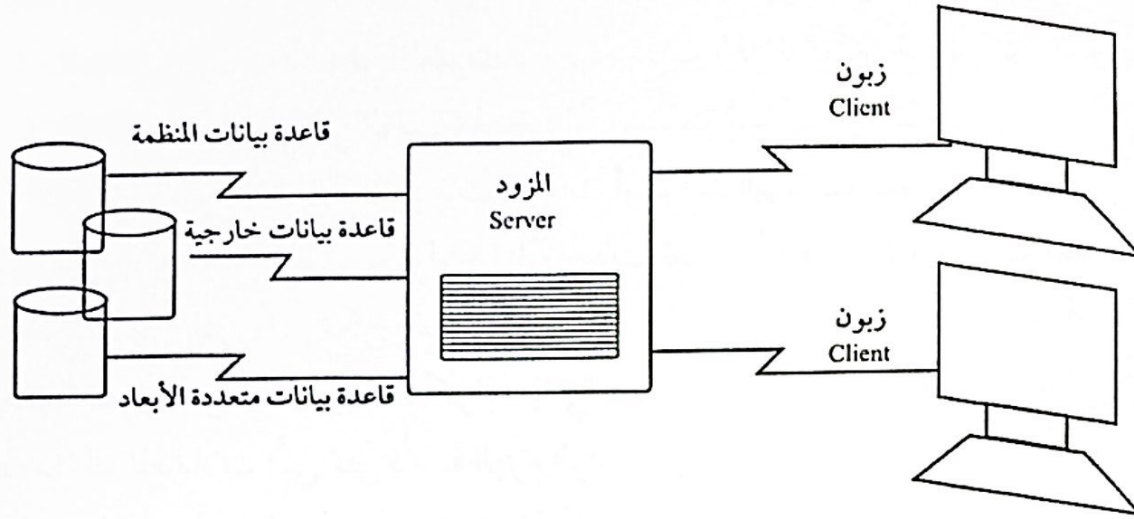 زبون
Client
قاعدة بيانات المنظمة
المزود
Server
قاعدة بيانات خارجية
زبون
Client
قاعدة بيانات متعددة الأبعاد